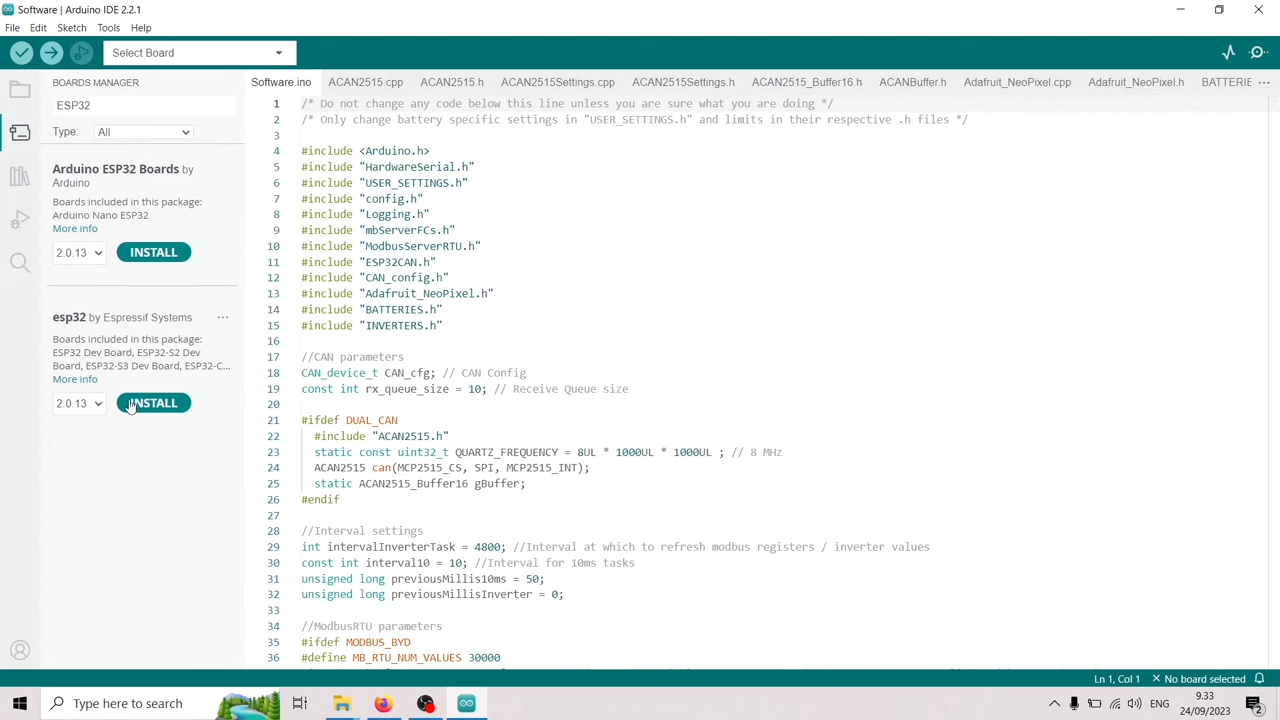 Software | Arduino IDE 2.2.1
File Edit Sketch Tools Help
Select Board
BOARDS MANAGER
ESP32
Type: All
Arduino ESP32 Boards by
Arduino
Boards included in this package:
Arduino Nano ESP32
More info
2.0.13 INSTALL
esp32 by Espressif Systems ...
Boards included in this package:
ESP32 Dev Board, ESP32-S2 Dev
Board, ESP32-S3 Dev Board, ESP32-C...
More info
2.0.13 INSTALL
Software.ino ACAN2515.cpp ACAN2515.h ACAN2515Settings.cpp ACAN2515Settings.h ACAN2515_Buffer16.h ACANBuffer.h Adafruit_NeoPixel.cpp Adafruit_NeoPixel.h BATTERIE ...
1 /* Do not change any code below this line unless you are sure what you are doing */
2 /* Only change battery specific settings in "USER_SETTINGS.h" and limits in their respective .h files */
3
4 #include <Arduino.h>
5 #include "HardwareSerial.h"
6 #include "USER_SETTINGS.h"
7 #include "config.h"
8 #include "Logging.h"
9 #include "mbServerFCs.h"
10 #include "ModbusServerRTU.h"
11 #include "ESP32CAN.h"
12 #include "CAN_config.h"
13 #include "Adafruit_NeoPixel.h"
14 #include "BATTERIES.h"
15 #include "INVERTERS.h"
16
17 //CAN parameters
18 CAN_device_t CAN_cfg; // CAN Config
19 const int rx_queue_size = 10; // Receive Queue size
20
21 #ifdef DUAL_CAN
22 #include "ACAN2515.h"
23 static const uint32_t QUARTZ_FREQUENCY = 8UL * 1000UL * 1000UL ; // 8 MHz
24 ACAN2515 can(MCP2515_CS, SPI, MCP2515_INT);
25 static ACAN2515_Buffer16 gBuffer;
26 #endif
27
28 //Interval settings
29 int intervalInverterTask = 4800; //Interval at which to refresh modbus registers / inverter values
30 const int interval10 = 10; //Interval for 10ms tasks
31 unsigned long previousMillis10ms = 50;
32 unsigned long previousMillisInverter = 0;
33
34 //ModbusRTU parameters
35 #ifdef MODBUS_BYD
36 #define MB_RTU_NUM_VALUES 30000
Ln 1, Col 1 No board selected
Type here to search
ENG
9.33
24/09/2023
2